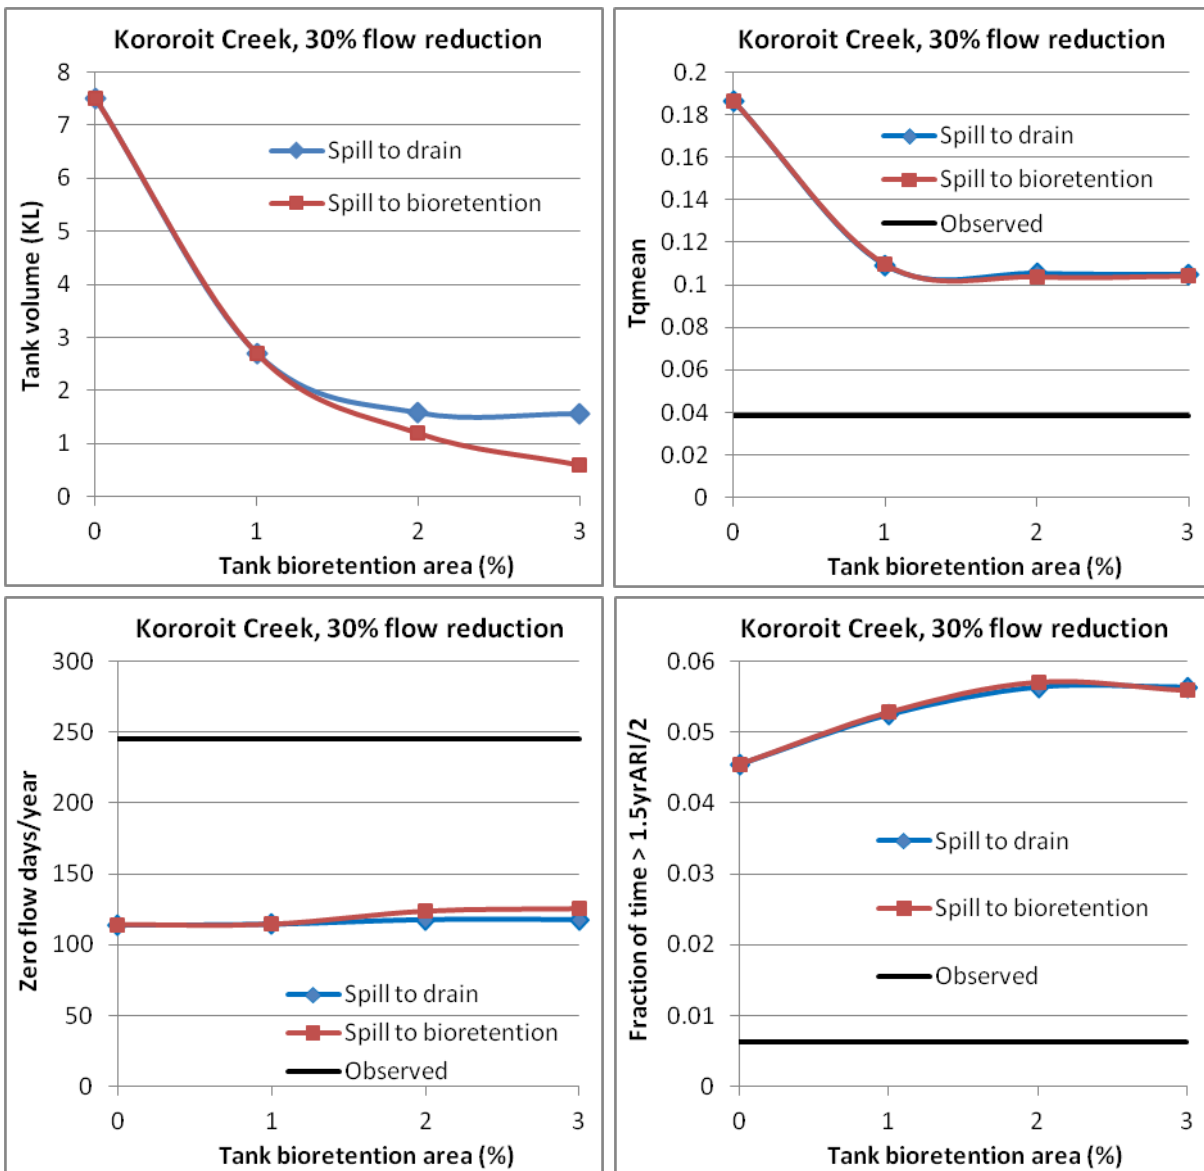 Kororoit Creek, 30% flow reduction
8
7
6
5
4
3
2
1
0
Tank volume (KL)
Spill to drain
Spill to bioretention
0 1 2 3
Tank bioretention area (%)
Kororoit Creek, 30% flow reduction
0.2
0.18
0.16
0.14
0.12
0.1
0.08
0.06
0.04
0.02
0
Tqmean
Spill to drain
Spill to bioretention
Observed
0 1 2 3
Tank bioretention area (%)
Kororoit Creek, 30% flow reduction
300
250
200
150
100
50
0
Zero flow days/year
Spill to drain
Spill to bioretention
Observed
0 1 2 3
Tank bioretention area (%)
Kororoit Creek, 30% flow reduction
0.06
0.05
0.04
0.03
0.02
0.01
0
Fraction of time > 1.5yrARI/2
Spill to drain
Spill to bioretention
Observed
0 1 2 3
Tank bioretention area (%)